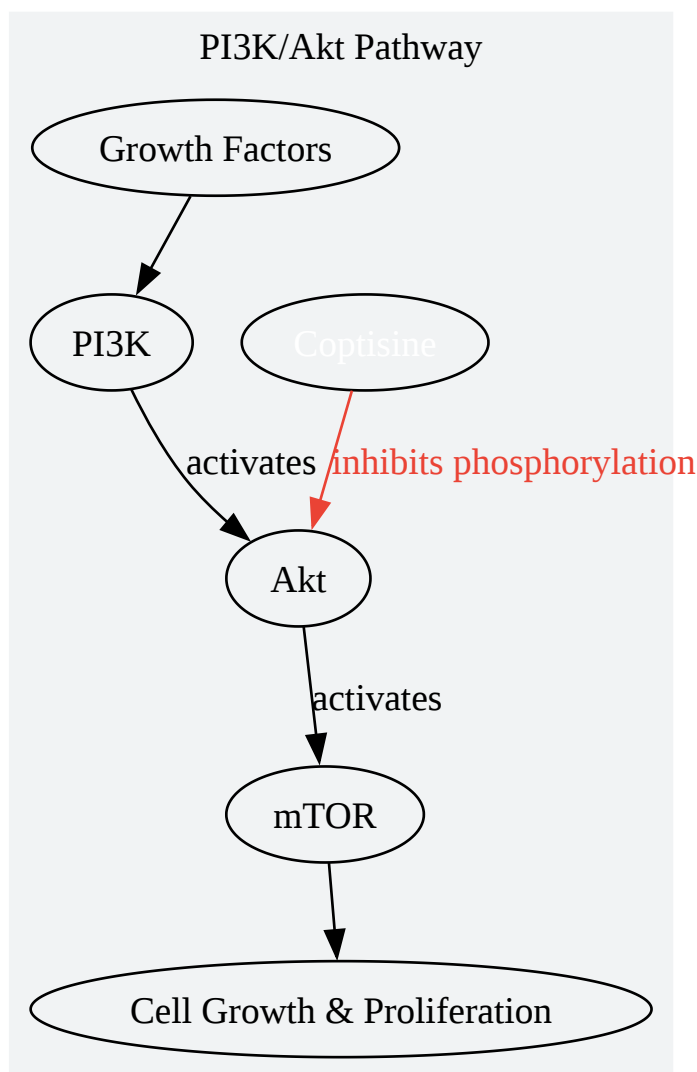 PI3K/Akt Pathway
Growth Factors
PI3K
Coptisine
activates
inhibits phosphorylation
Akt
activates
mTOR
Cell Growth & Proliferation